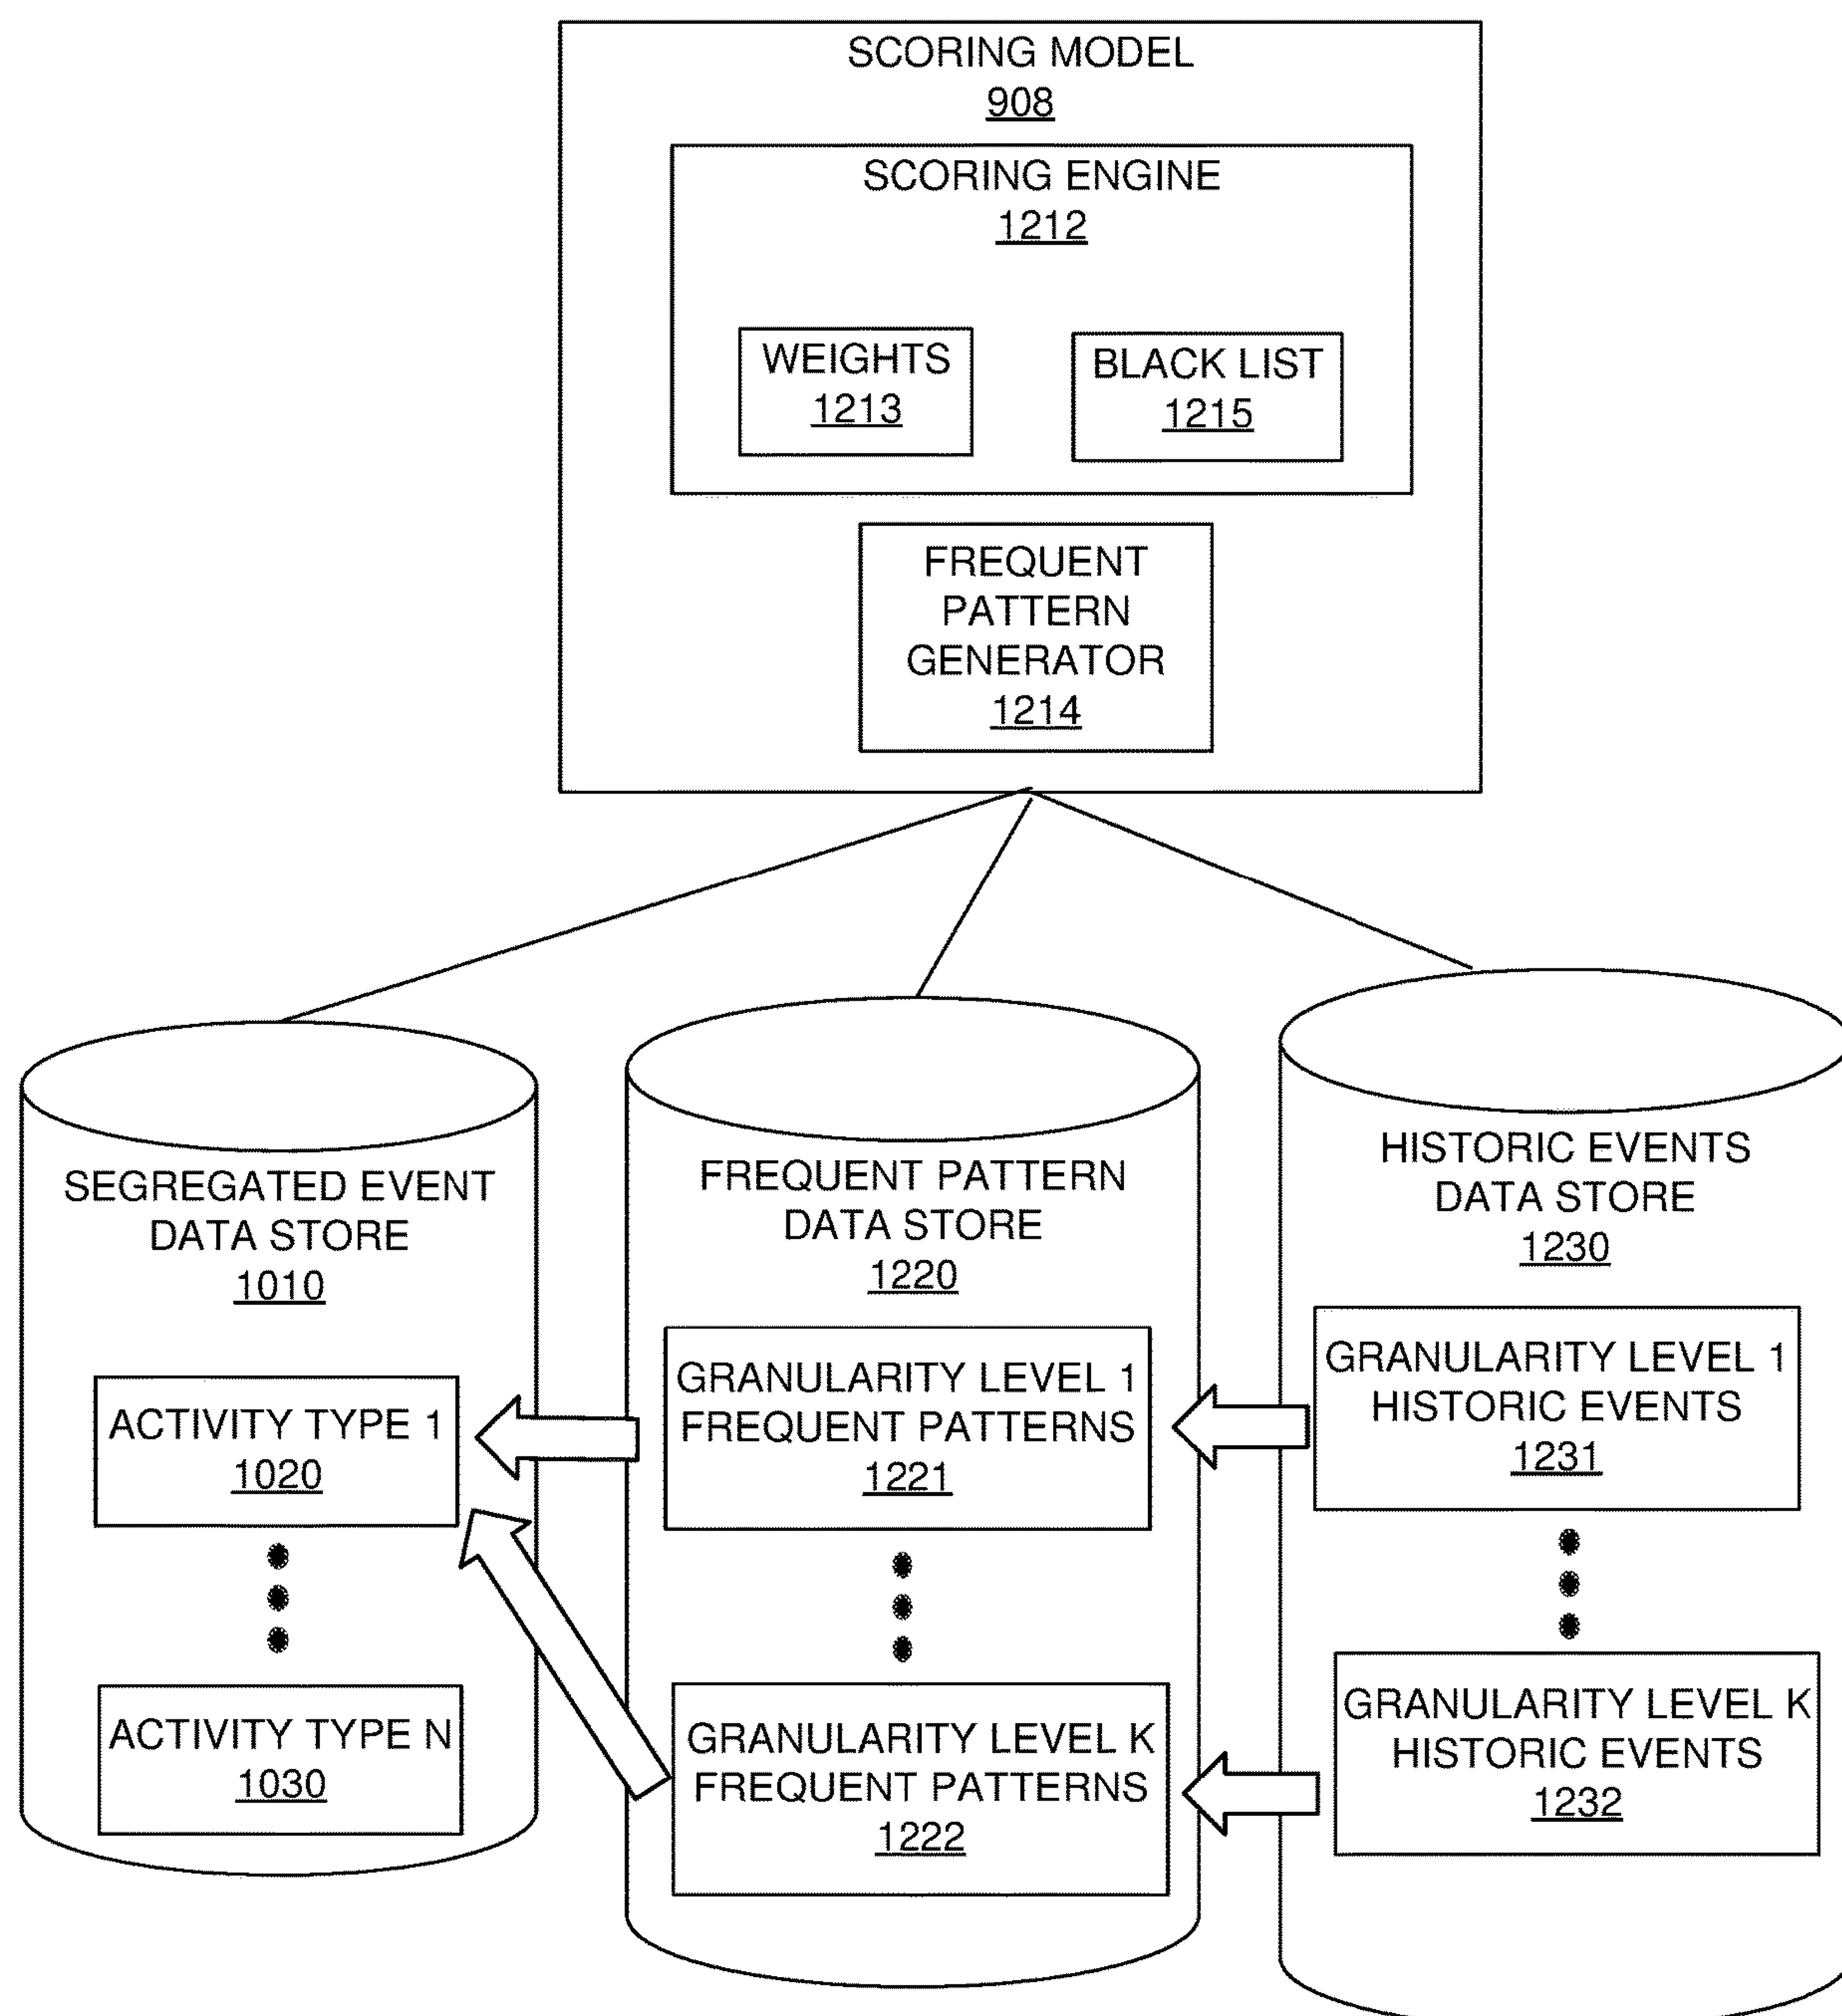 SCORING MODEL
908
SCORING ENGINE
1212
WEIGHTS
1213
BLACK LIST
1215
FREQUENT
PATTERN
GENERATOR
1214
SEGREGATED EVENT
DATA STORE
1010
ACTIVITY TYPE 1
1020
ACTIVITY TYPE N
1030
FREQUENT PATTERN
DATA STORE
1220
GRANULARITY LEVEL 1
FREQUENT PATTERNS
1221
GRANULARITY LEVEL K
FREQUENT PATTERNS
1222
HISTORIC EVENTS
DATA STORE
1230
GRANULARITY LEVEL 1
HISTORIC EVENTS
1231
GRANULARITY LEVEL K
HISTORIC EVENTS
1232